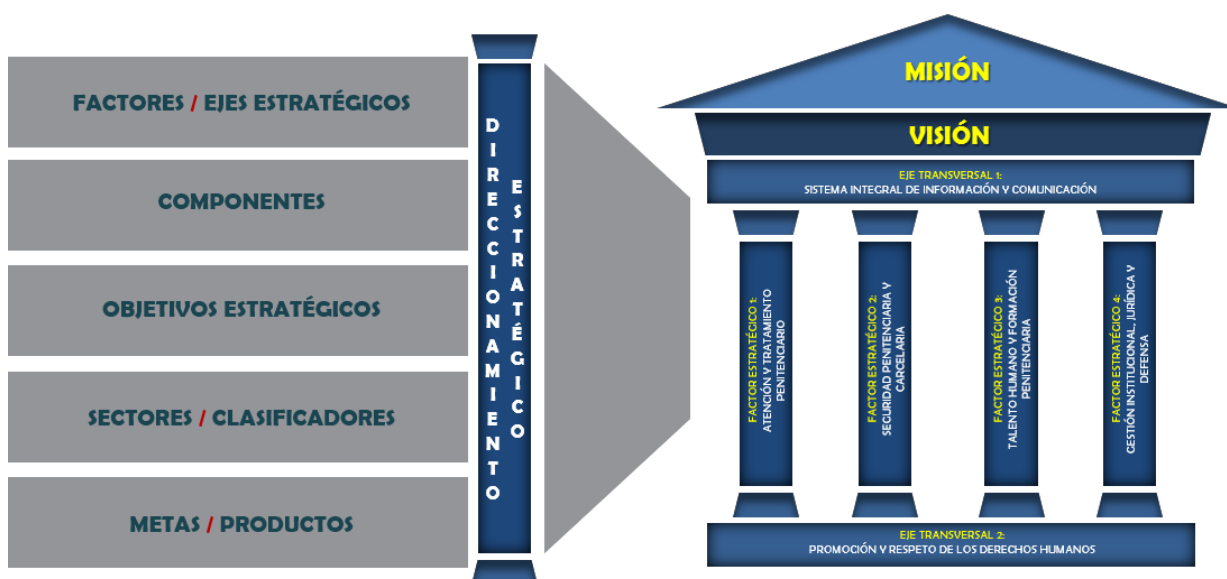 FACTORES / EJES ESTRATÉGICOS
COMPONENTES
OBJETIVOS ESTRATÉGICOS
SECTORES / CLASIFICADORES
METAS / PRODUCTOS
DIRECCIONAMIENTO
ESTRATÉGICO
MISIÓN
VISIÓN
EJE TRANSVERSAL 1:
SISTEMA INTEGRAL DE INFORMACIÓN Y COMUNICACIÓN
FACTOR ESTRATÉGICO 1:
ATENCIÓN Y TRATAMIENTO
PENITENCIARIO
FACTOR ESTRATÉGICO 2:
SEGURIDAD PENITENCIARIA Y
CARCELARIA
FACTOR ESTRATÉGICO 3:
TALENTO HUMANO Y FORMACIÓN
PENITENCIARIA
FACTOR ESTRATÉGICO 4:
GESTIÓN INSTITUCIONAL, JURÍDICA Y
DEFENSA
EJE TRANSVERSAL 2:
PROMOCIÓN Y RESPETO DE LOS DERECHOS HUMANOS